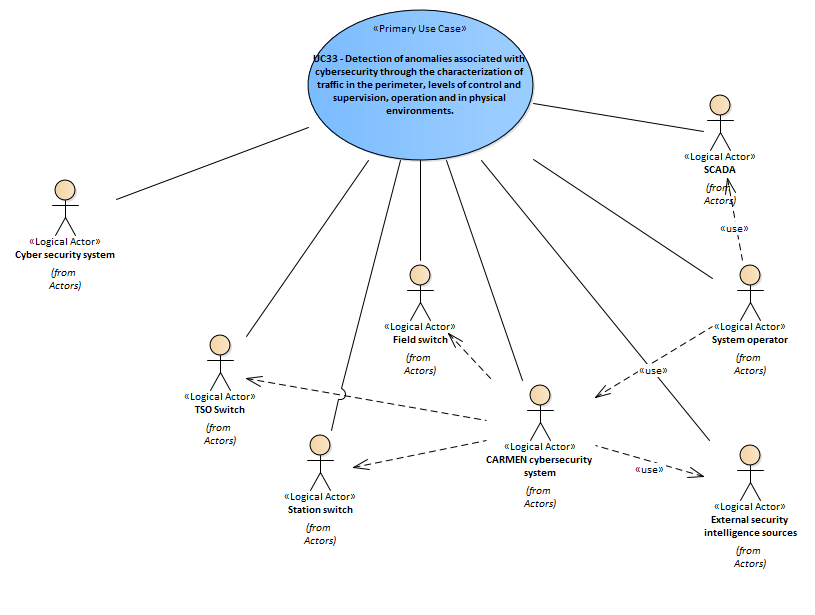 «Primary Use Case»
UC33 - Detection of anomalies associated with
cybersecurity through the characterization of
traffic in the perimeter, levels of control and
supervision, operation and in physical
environments.
«Logical Actor»
SCADA
(from
Actors)
«use»
«Logical Actor»
Cyber security system
(from
Actors)
«Logical Actor»
Field switch
(from
Actors)
«Logical Actor»
System operator
(from
Actors)
«use»
«Logical Actor»
TSO Switch
(from
Actors)
«Logical Actor»
CARMEN cybersecurity
system
(from
Actors)
«use»
«Logical Actor»
Station switch
(from
Actors)
«Logical Actor»
External security
intelligence sources
(from
Actors)